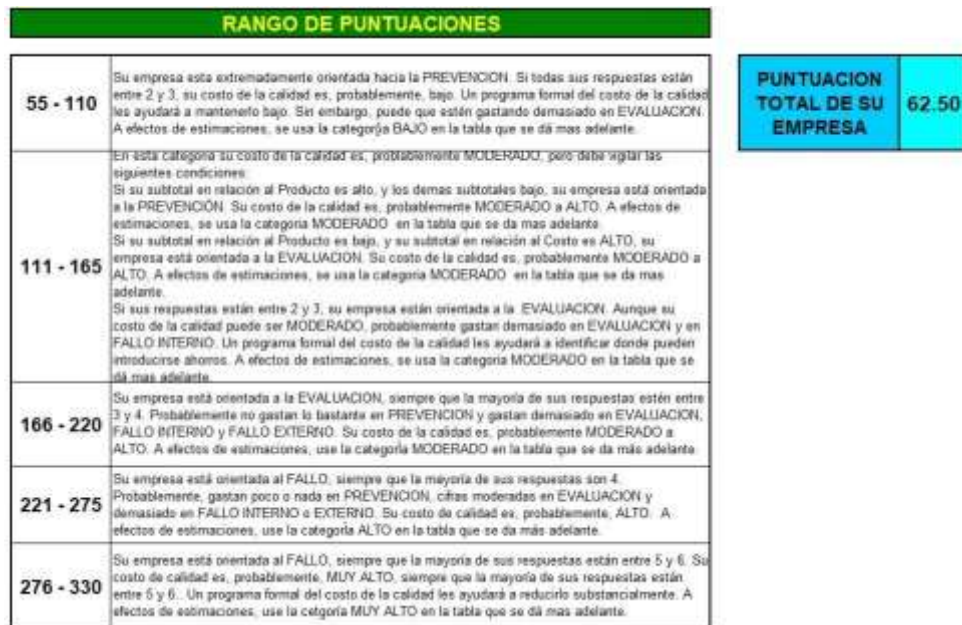 RANGO DE PUNTUACIONES
55 - 110
Su empresa esta extremadamente orientada hacia la PREVENCION. Si todas sus respuestas están
entre 2 y 3, su costo de la calidad es, probablemente, bajo. Un programa formal del costo de la calidad
les ayudará a mantenerlo bajo. Sin embargo, puede que estén gastando demasiado en EVALUACION.
A efectos de estimaciones, se usa la categoría BAJO en la tabla que se dá mas adelante.
PUNTUACION
TOTAL DE SU
EMPRESA
62.50
111 - 165
En esta categoria su costo de la calidad es, problablemente MODERADO, pero debe vigilar las
siguientes condiciones:
Si su subtotal en relación al Producto es alto, y los demas subtotales bajo, su empresa está orientada
a la PREVENCIÓN. Su costo de la calidad es, probablemente MODERADO a ALTO. A efectos de
estimaciones, se usa la categoria MODERADO en la tabla que se da mas adelante
Si su subtotal en relación al Producto es bajo, y su subtotal en relación al Costo es ALTO, su
empresa está orientada a la EVALUACION. Su costo de la calidad es, probablemente MODERADO a
ALTO. A efectos de estimaciones, se usa la categoria MODERADO en la tabla que se da mas
adelante.
Si sus respuestas están entre 2 y 3, su empresa están orientada a la EVALUACION. Aunque su
costo de la calidad puede ser MODERADO, probablemente gastan demasiado en EVALUACION y en
FALLO INTERNO. Un programa formal del costo de la calidad les ayudará a identificar donde pueden
introducirse ahorros. A efectos de estimaciones, se usa la categoria MODERADO en la tabla que se
dá mas adelante.
166 - 220
Su empresa está orientada a la EVALUACION, siempre que la mayoría de sus respuestas estén entre
3 y 4. Probablemente no gastan lo bastante en PREVENCION y gastan demasiado en EVALUACION,
FALLO INTERNO y FALLO EXTERNO. Su costo de la calidad es, probablemente MODERADO a
ALTO. A efectos de estimaciones, use la categoría MODERADO en la tabla que se da más adelante
221 - 275
Su empresa está orientada al FALLO, siempre que la mayoría de sus respuestas son 4.
Probablemente, gastan poco o nada en PREVENCION, cifras moderadas en EVALUACION y
demasiado en FALLO INTERNO o EXTERNO. Su costo de calidad es, probablemente, ALTO. A
efectos de estimaciones, use la categoría ALTO en la tabla que se da más adelante.
276 - 330
Su empresa está orientada al FALLO, siempre que la mayoría de sus respuestas están entre 5 y 6. Su
costo de calidad es, probablemente, MUY ALTO, siempre que la mayoría de sus respuestas están
entre 5 y 6.. Un programa formal del costo de la calidad les ayudará a reducirlo substancialmente. A
efectos de estimaciones, use la cetgoría MUY ALTO en la tabla que se dá mas adelante.